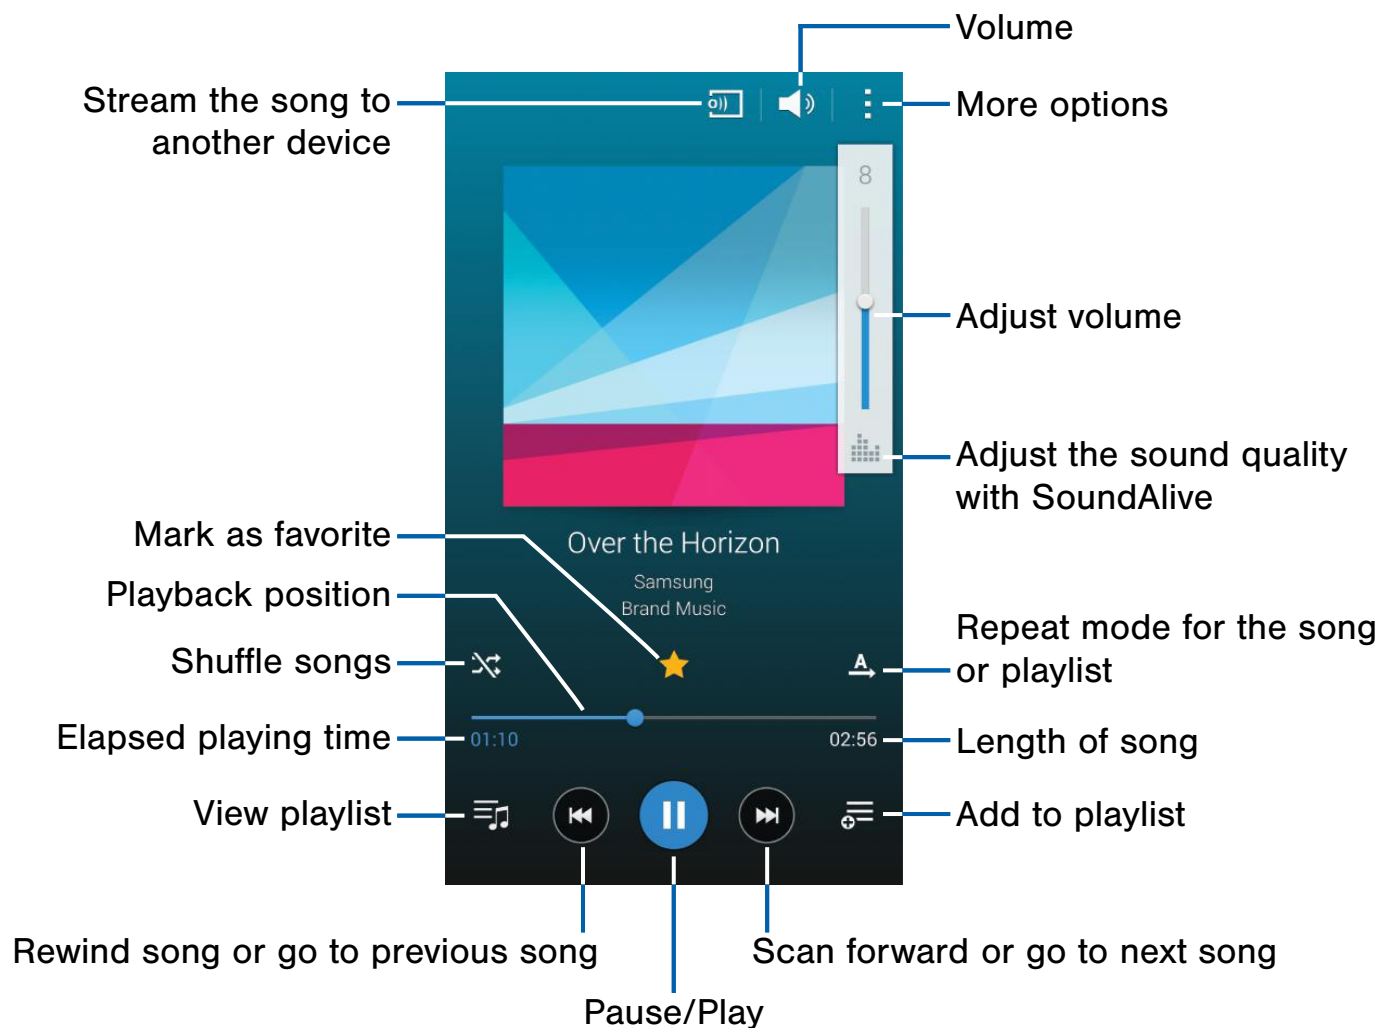 Volume
Stream the song to
another device
More options
8
Adjust volume
Adjust the sound quality
with SoundAlive
Mark as favorite
Over the Horizon
Samsung
Brand Music
Playback position
Repeat mode for the song
or playlist
Shuffle songs
A
Elapsed playing time
01:10
02:56
Length of song
View playlist
Add to playlist
Rewind song or go to previous song
Scan forward or go to next song
Pause/Play